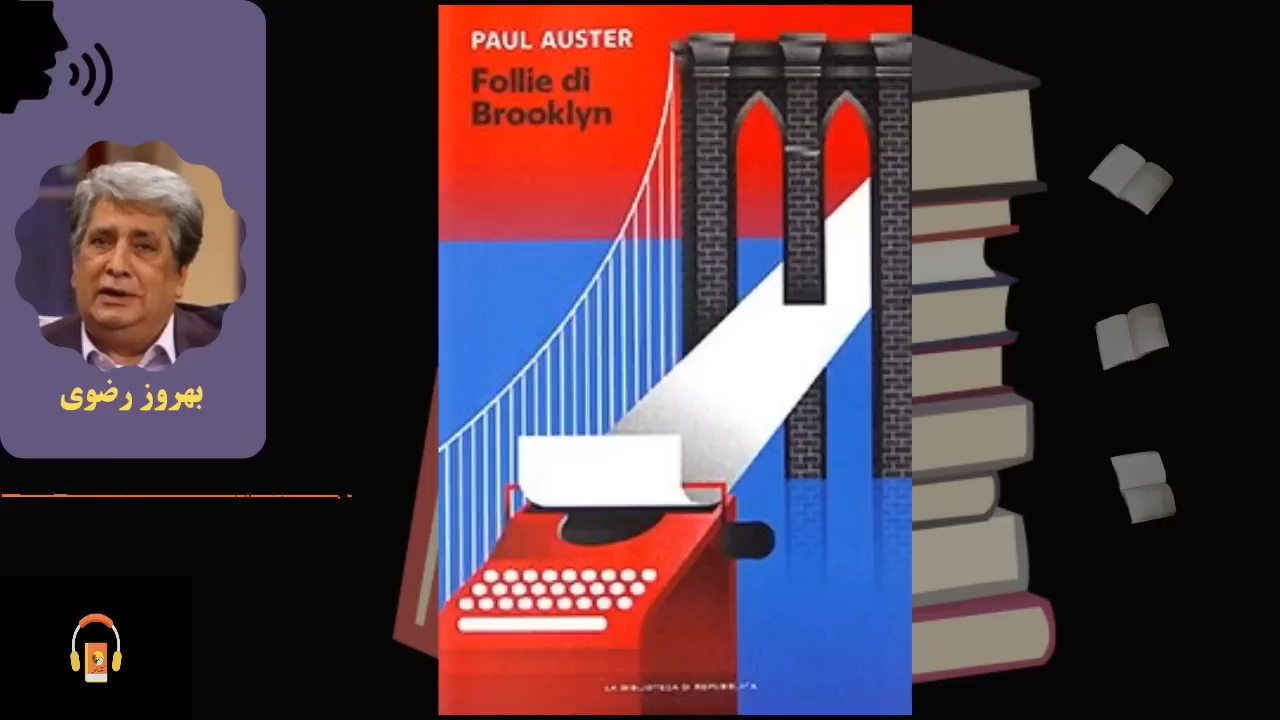 PAUL AUSTER
Follie di
Brooklyn
LA BIBLIOTECA DI REPUBBLICA
بهروز رضوی